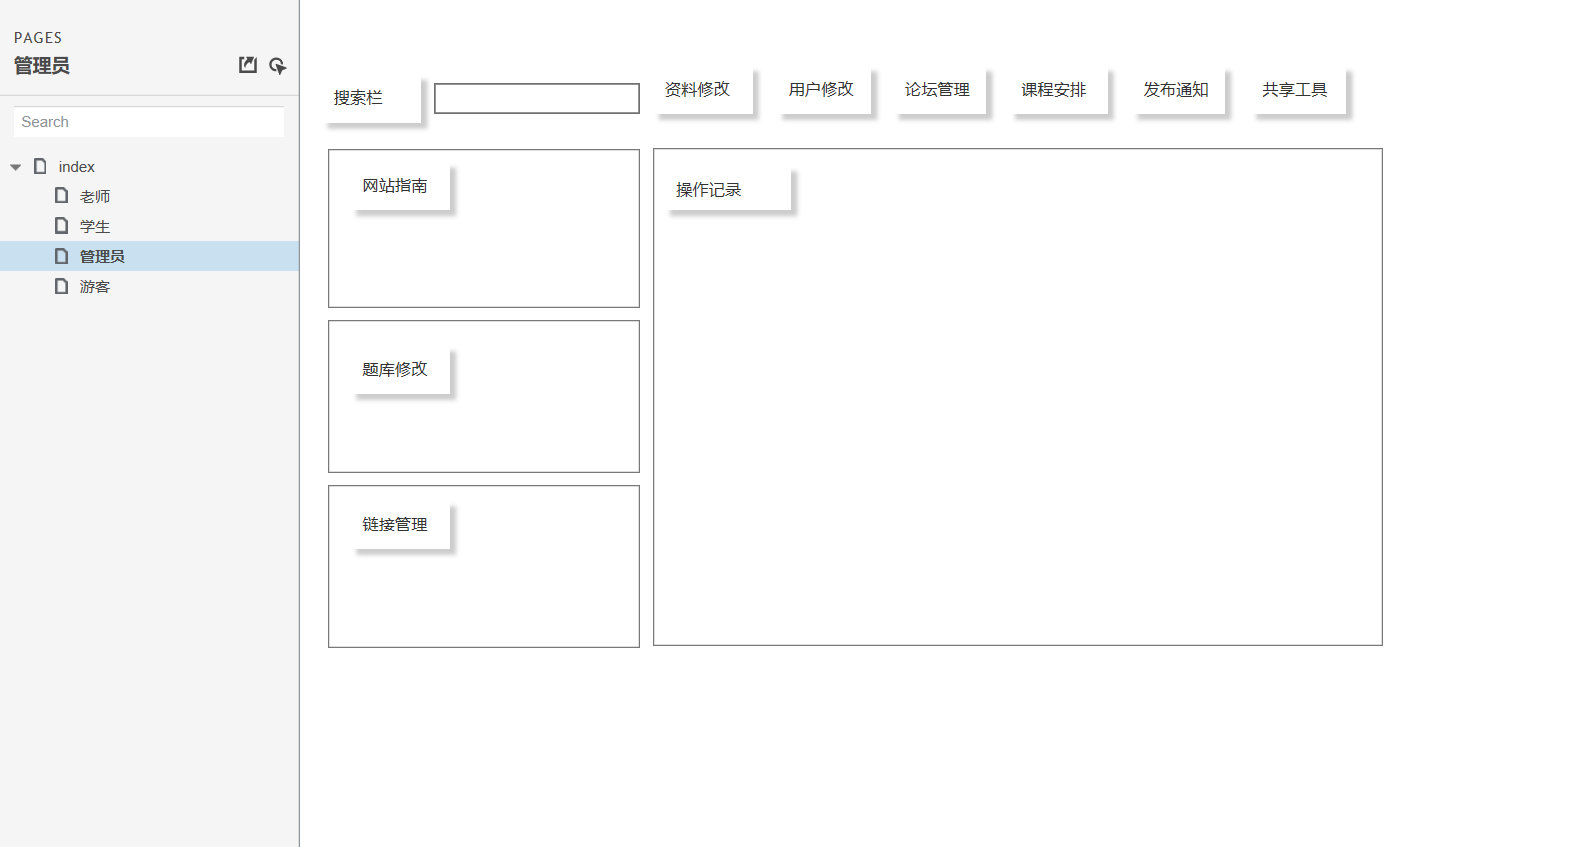 PAGES
管理员
Search
index
老师
学生
管理员
游客
搜索栏
资料修改
用户修改
论坛管理
课程安排
发布通知
共享工具
网站指南
操作记录
题库修改
链接管理